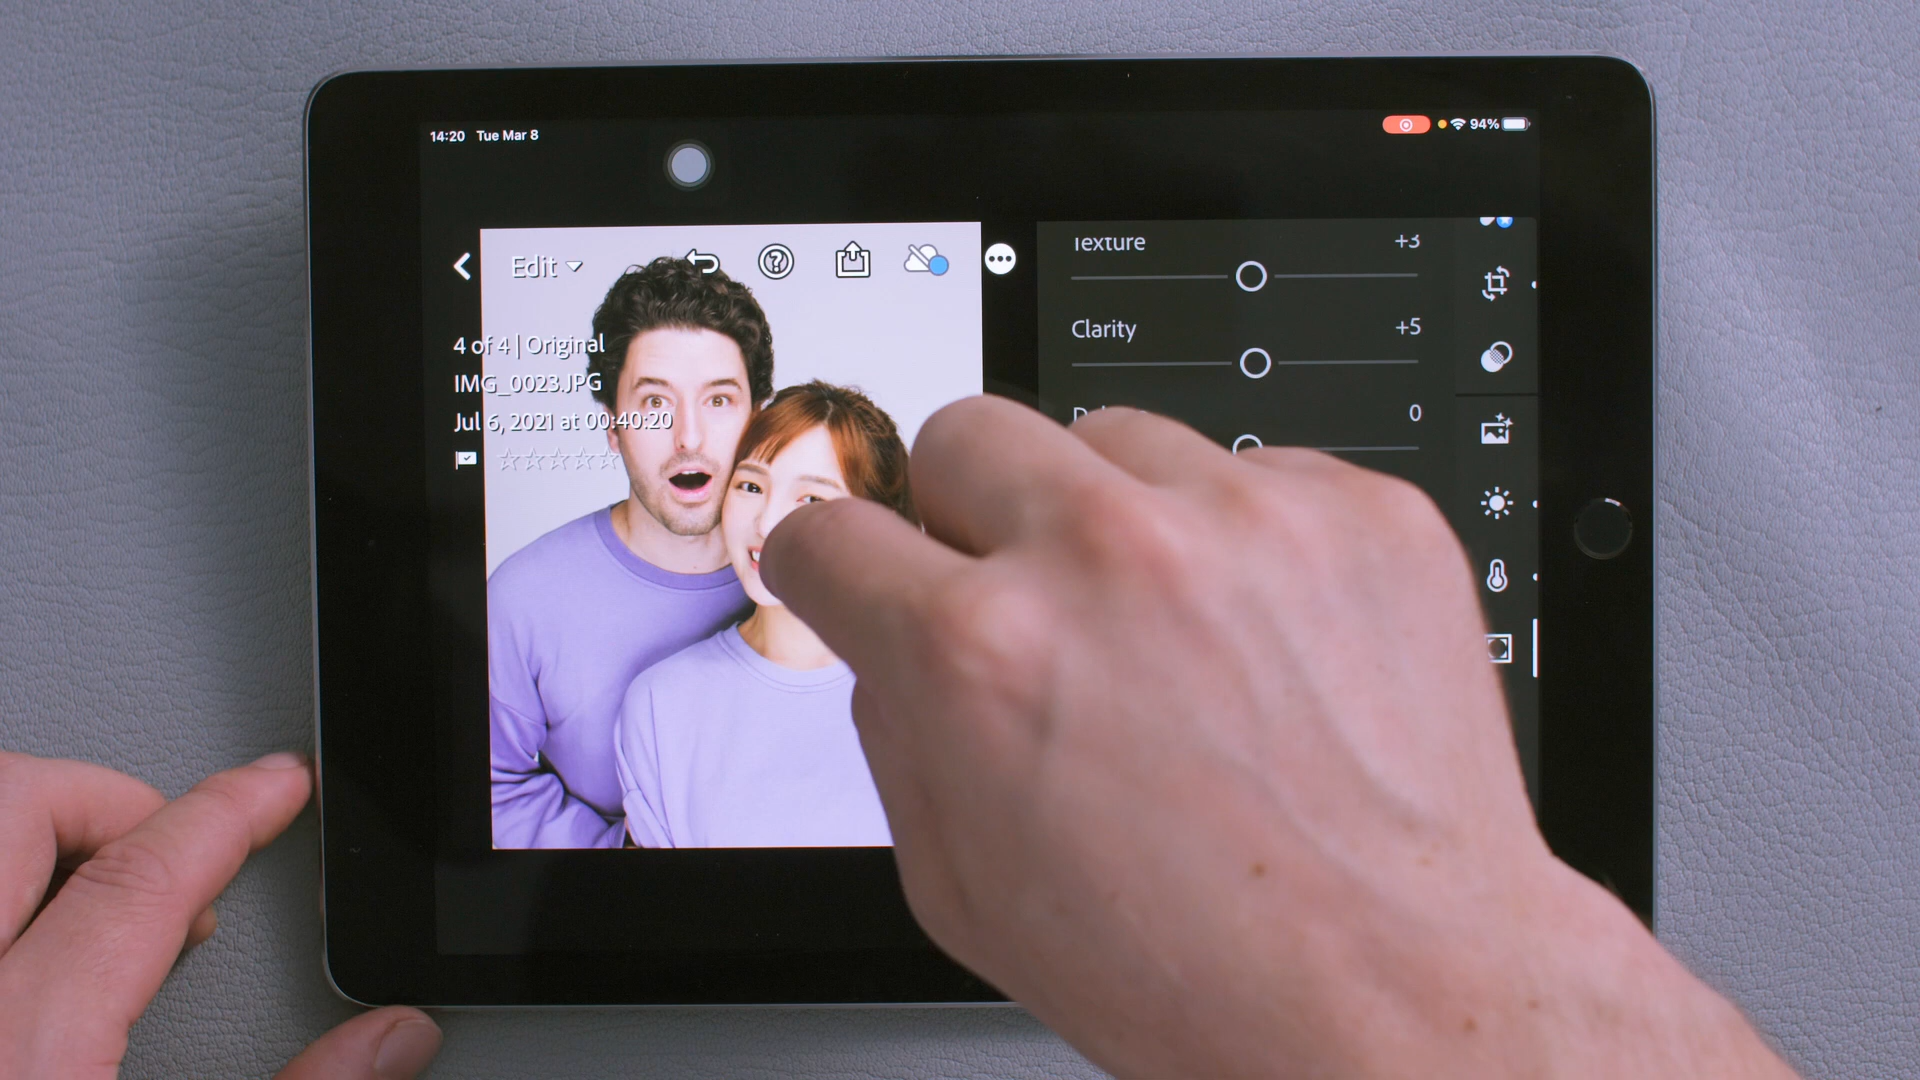 14:20 Tue Mar 8
94%
Edit
4 of 4 | Original
IMG_0023.JPG
Jul 6, 2021 at 00:40:20
Texture +3
Clarity +5
0